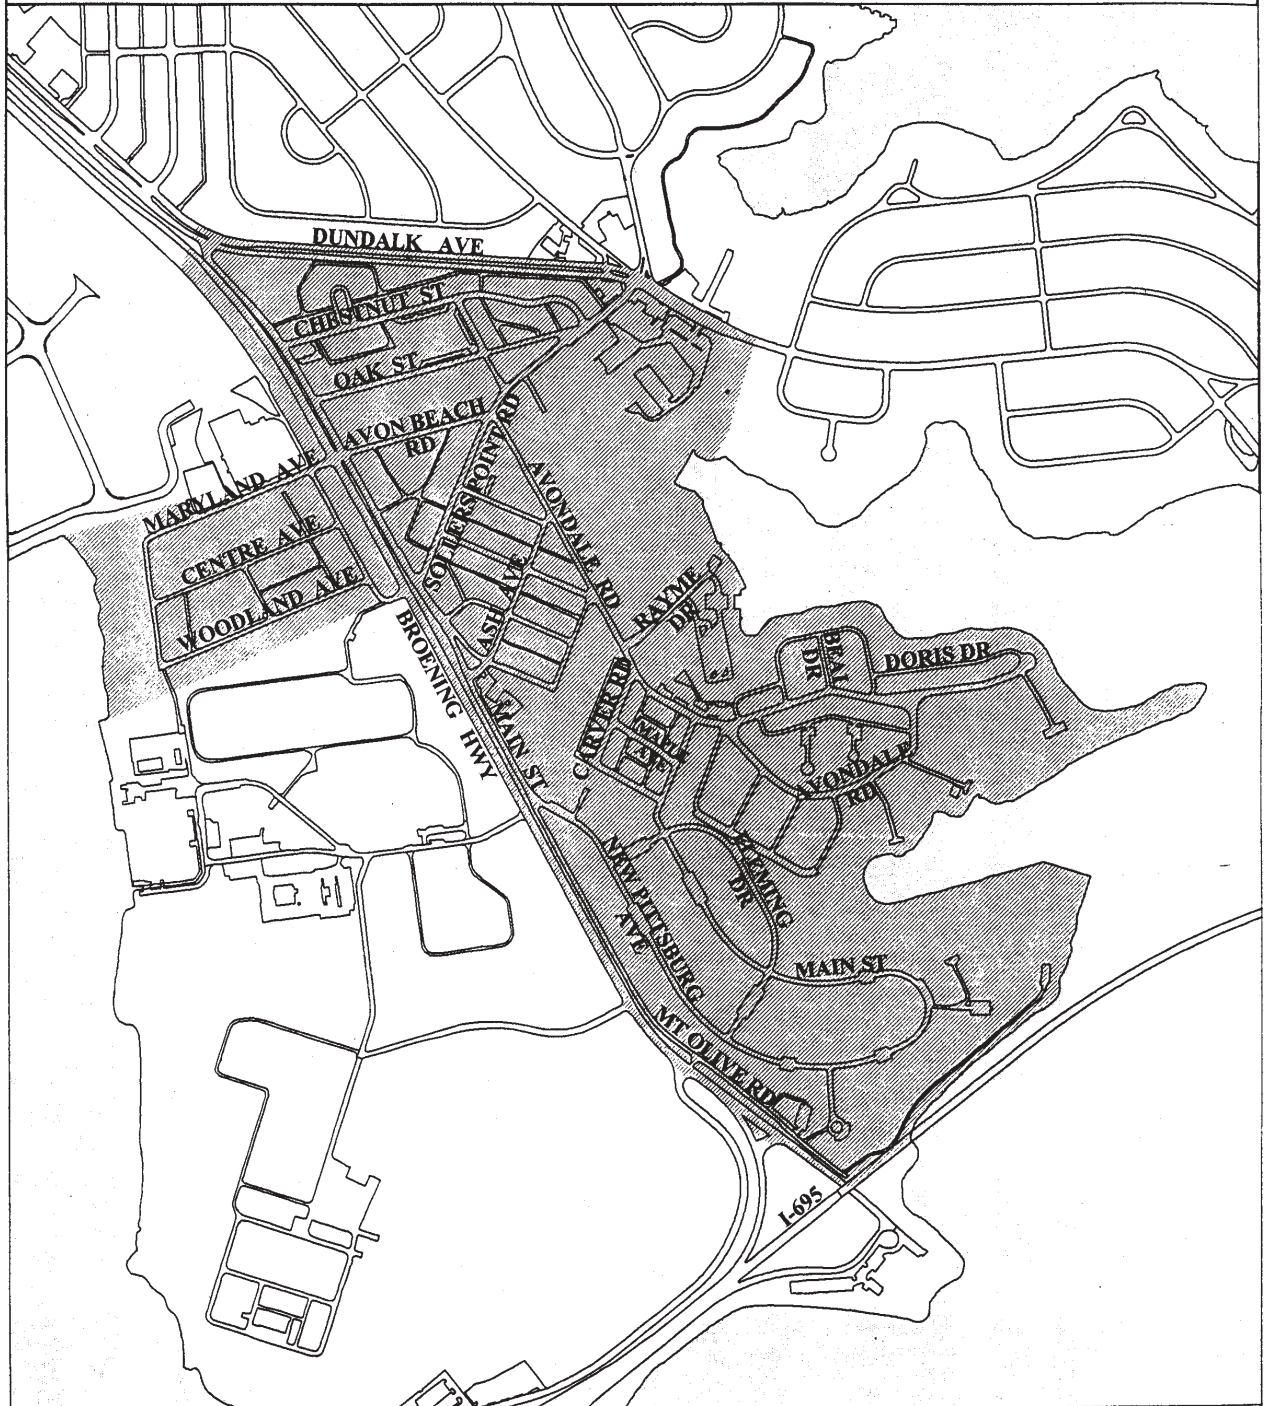 DUNDALK AVE
CHESTNUT ST
OAK ST
AVON BEACH
RD
SOLLERS POINT RD
MARYLAND AVE
CENTRE AVE
WOODLAND AVE
AVONDALE RD
ASH AVE
RAYME
DR
BROENING HWY
MAIN ST
CARVER RD
MAPLE
AVE
BEAL
DR
DORIS DR
AVONDALE
RD
FLEMING
DR
NEW PITTSBURG
AVE
MAIN ST
MT OLIVE RD
I-695